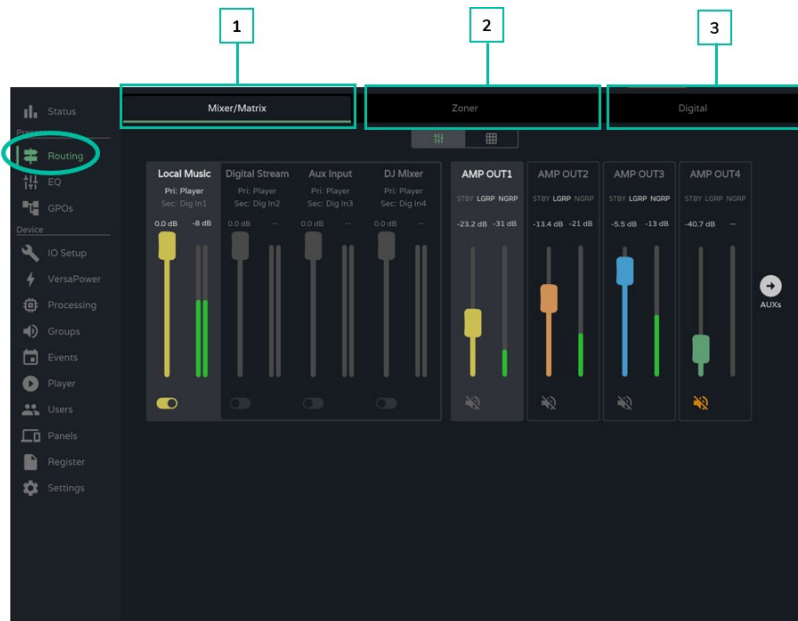 1
2
3
Status
Presets
Routing
EQ
GPOs
Device
IO Setup
VersaPower
Processing
Groups
Events
Player
Users
Panels
Register
Settings
Mixer/Matrix
Zoner
Digital
Local Music
Pri: Player
Sec: Dig In1
0.0 dB -8 dB
Digital Stream
Pri: Player
Sec: Dig In2
0.0 dB --
Aux Input
Pri: Player
Sec: Dig In3
0.0 dB --
DJ Mixer
Pri: Player
Sec: Dig In4
0.0 dB --
AMP OUT1
STBY LGRP NGRP
-23.2 dB -31 dB
AMP OUT2
STBY LGRP NGRP
-13.4 dB -21 dB
AMP OUT3
STBY LGRP NGRP
-5.5 dB -13 dB
AMP OUT4
STBY LGRP NGRP
-40.7 dB --
AUXs